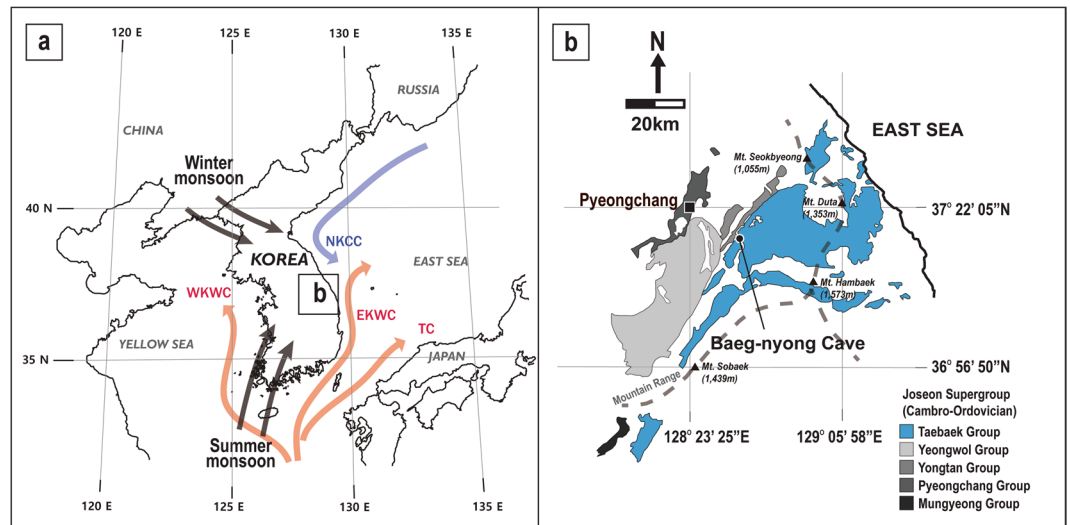 a
120 E
125 E
130 E
135 E
RUSSIA
CHINA
Winter
monsoon
40 N
NKCC
KOREA
EAST SEA
WKWC
b
EKWC
TC
YELLOW SEA
JAPAN
35 N
Summer
monsoon
120 E
125 E
130 E
135 E
b
N
20km
EAST SEA
Mt. Seokbyeong
(1,055m)
Pyeongchang
Mt. Duta
(1,353m)
37° 22' 05"N
Mt. Hambaek
(1,573m)
Baeg-nyong Cave
Mt. Sobaek
(1,439m)
36° 56' 50"N
Mountain Range
Joseon Supergroup
(Cambro-Ordovician)
Taebaek Group
Yeongwol Group
Yongtan Group
Pyeongchang Group
Mungyeong Group
128° 23' 25"E
129° 05' 58"E